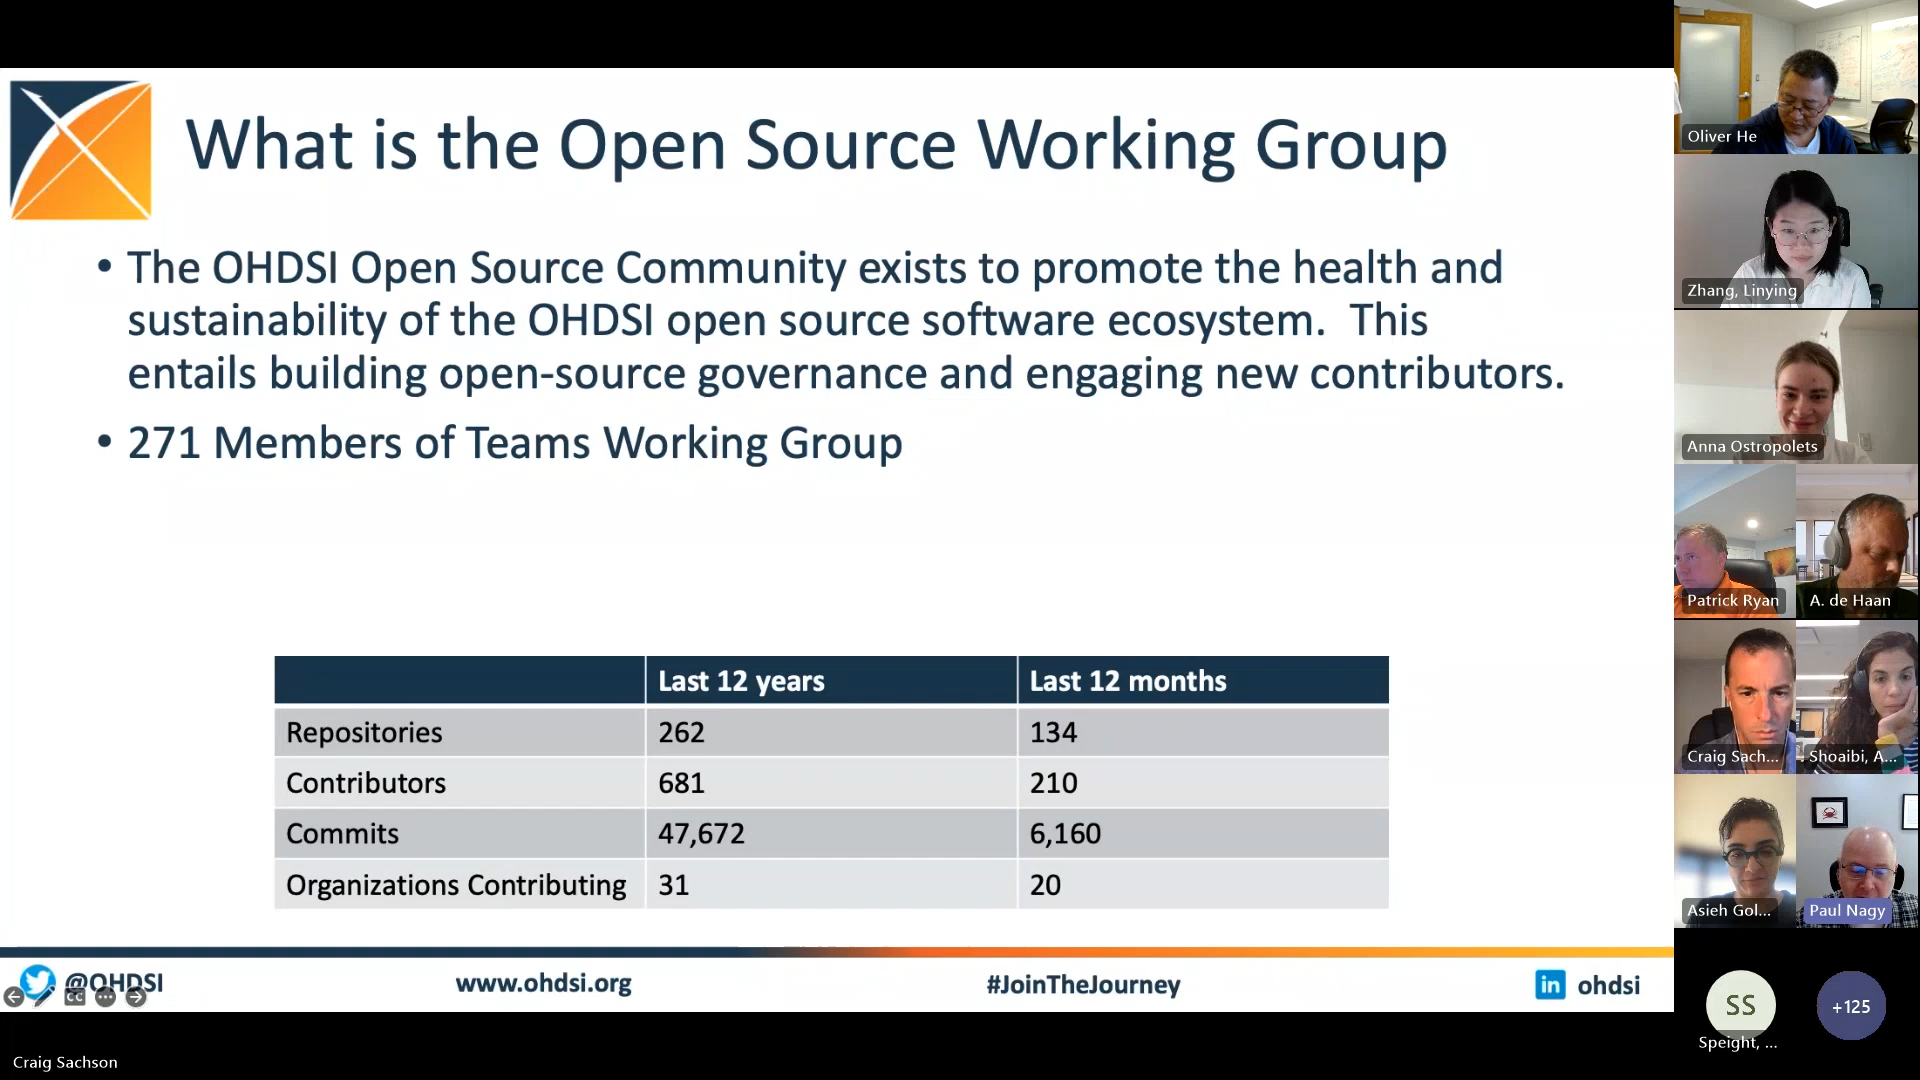 What is the Open Source Working Group
• The OHDSI Open Source Community exists to promote the health and
sustainability of the OHDSI open source software ecosystem.  This
entails building open-source governance and engaging new contributors.
• 271 Members of Teams Working Group
Last 12 years Last 12 months
Repositories 262 134
Contributors 681 210
Commits 47,672 6,160
Organizations Contributing 31 20
@OHDSI
www.ohdsi.org
#JoinTheJourney
in ohdsi
CC
Craig Sachson
Oliver He
Zhang, Linying
Anna Ostropolets
Patrick Ryan
A. de Haan
Craig Sach...
Shoaibi, A...
Asieh Gol...
Paul Nagy
SS
Speight, ...
+125